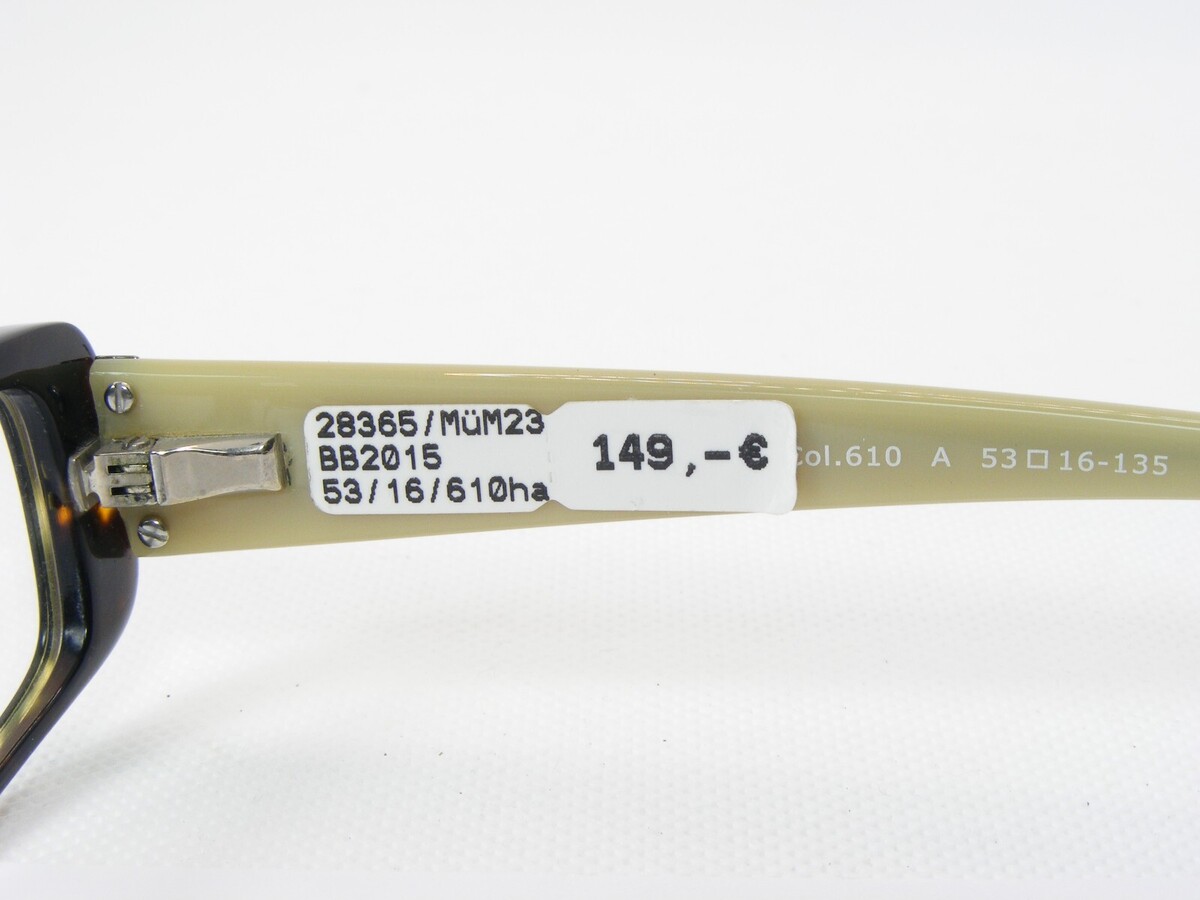 28365/MüM23
BB2015
53/16/610ha
149,-€
Col.610 A 53□16-135